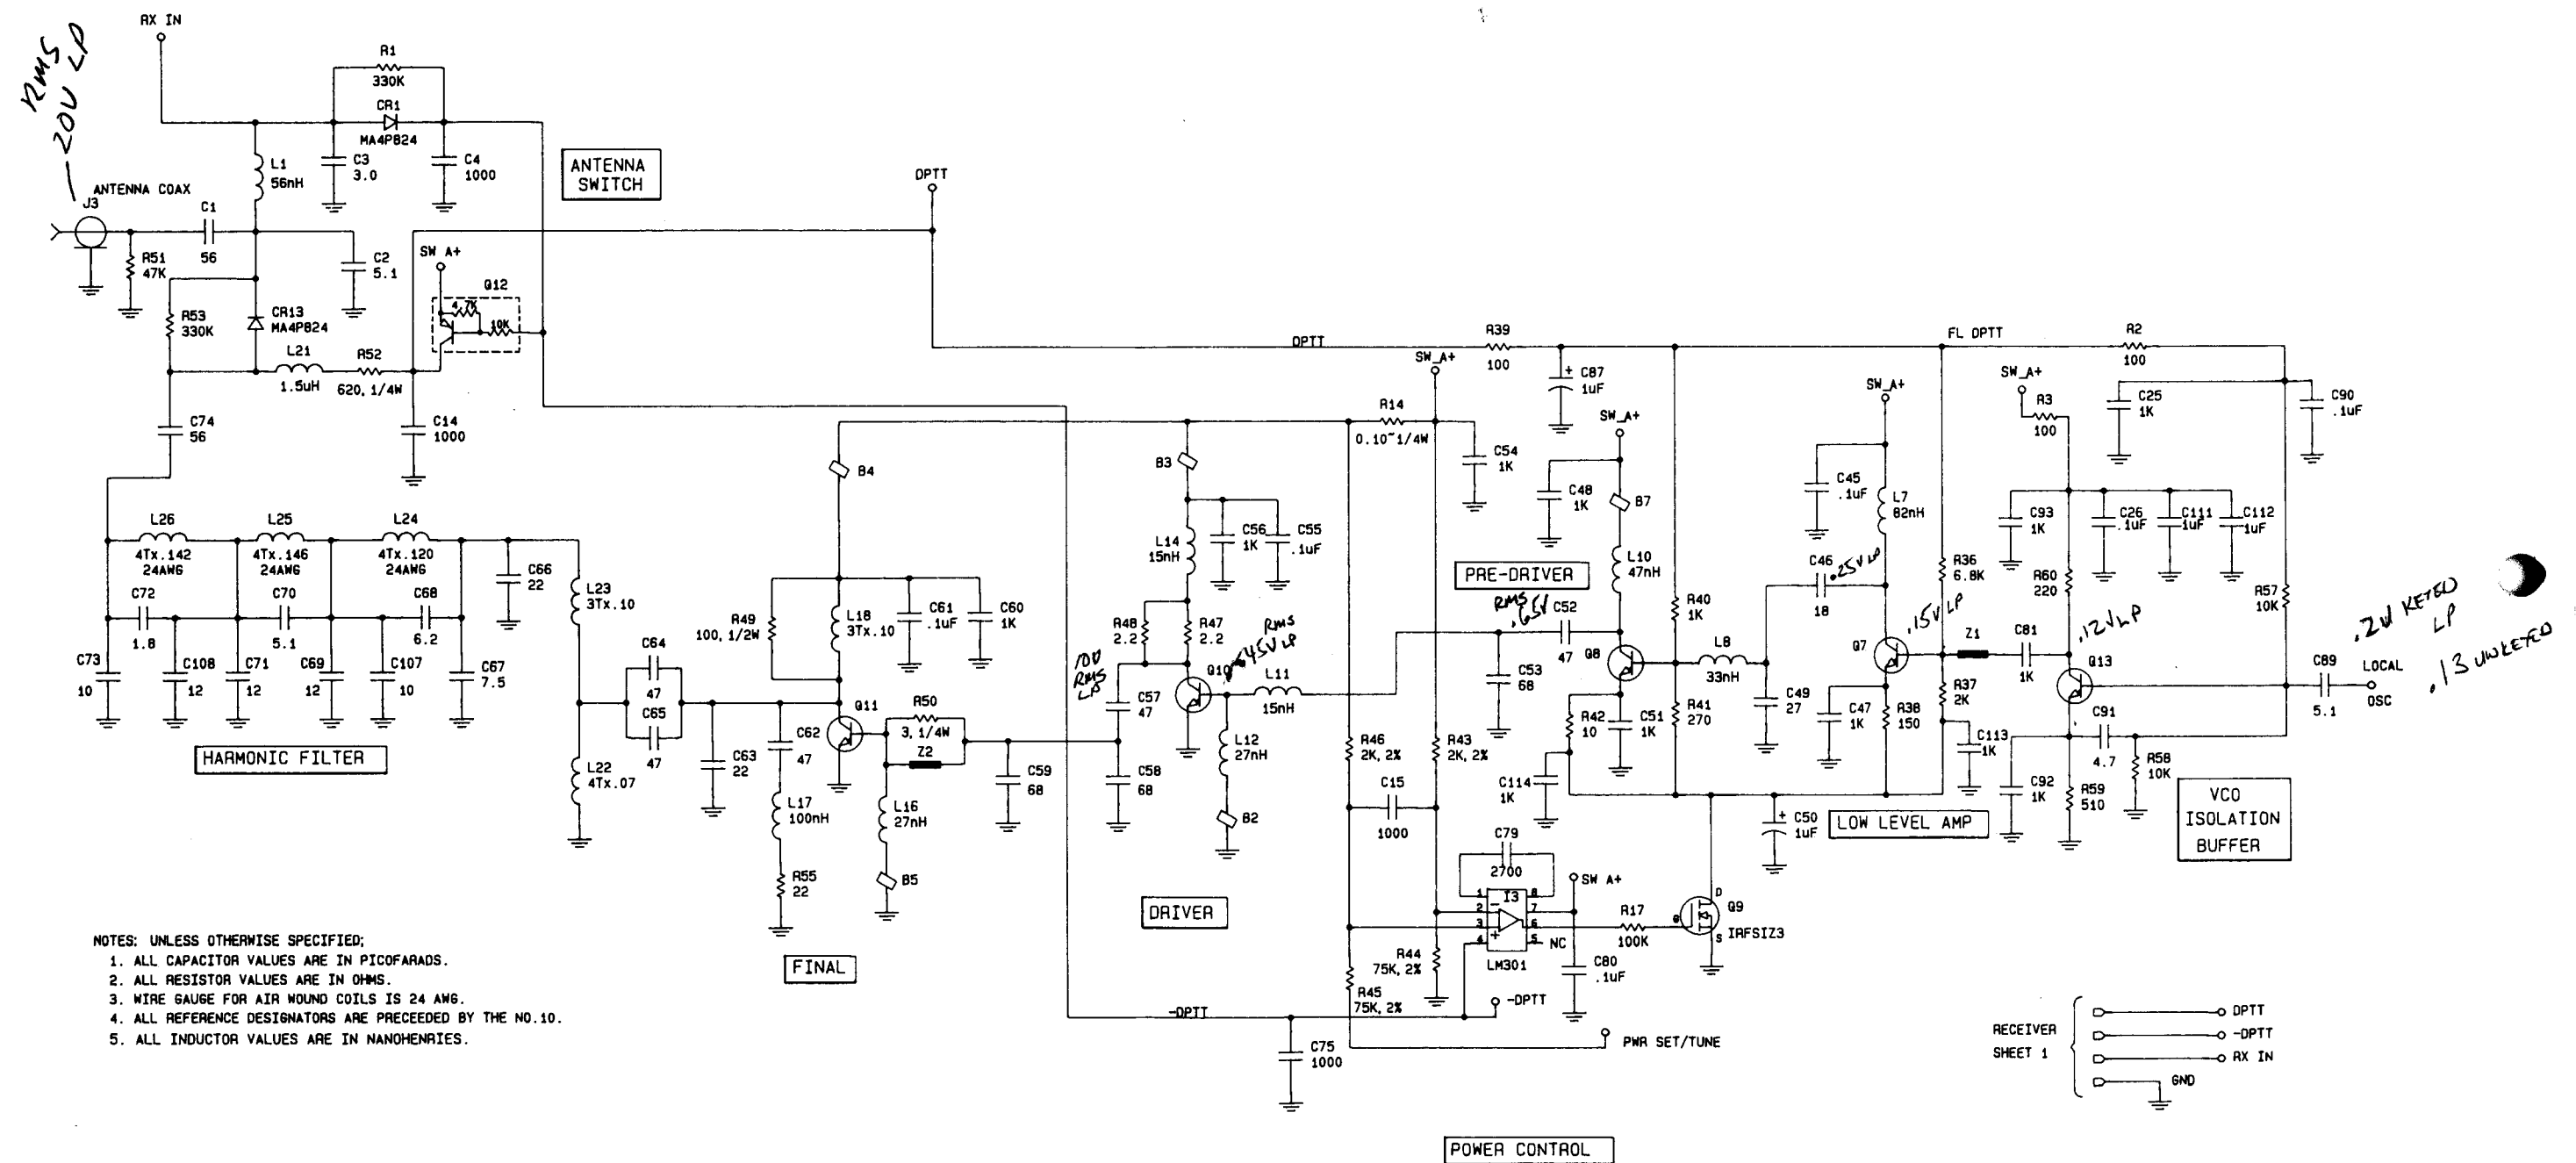 RX IN
RMS
20V LP
R1
330K
CR1
MA4P824
L1
56nH
C3
3.0
C4
1000
ANTENNA
SWITCH
ANTENNA COAX
J3
C1
56
R51
47K
C2
5.1
R53
330K
CR13
MA4P824
L21
1.5uH
R52
620, 1/4W
SW A+
Q12
4.7K
10K
C14
1000
C74
56
DPTT
DPTT
R39
100
FL DPTT
R2
100
L26
4Tx.142
24AWG
L25
4Tx.146
24AWG
L24
4Tx.120
24AWG
C72
1.8
C70
5.1
C68
6.2
C73
10
C108
12
C71
12
C69
12
C107
10
C67
7.5
C66
22
HARMONIC FILTER
L23
3Tx.10
L22
4Tx.07
C64
47
C65
47
C63
22
C62
47
L17
100nH
R55
22
B4
R49
100, 1/2W
L18
3Tx.10
C61
.1uF
C60
1K
Q11
R50
3, 1/4W
Z2
L16
27nH
B5
FINAL
C59
68
C58
68
C57
47
10V
RMS
LP
B3
L14
15nH
C56
1K
C55
.1uF
R48
2.2
R47
2.2
Q10
.45V LP
RMS
L11
15nH
L12
27nH
B2
DRIVER
SW_A+
R14
0.10~1/4W
C54
1K
C87
1uF
R46
2K, 2%
R43
2K, 2%
C15
1000
C79
2700
1
2
3
4
I3
8
7
6
5
NC
LM301
SW A+
R44
75K, 2%
R45
75K, 2%
C80
.1uF
R17
100K
D
G
S
Q9
IRFSIZ3
-DPTT
-DPTT
C75
1000
PWR SET/TUNE
POWER CONTROL
SW_A+
C48
1K
B7
L10
47nH
PRE-DRIVER
RMS
.65V
C52
47
C53
68
Q8
R40
1K
L8
33nH
R41
270
R42
10
C51
1K
C114
1K
C49
27
C50
1uF
SW_A+
C45
.1uF
L7
82nH
C46
18
.25V LP
Q7
.15V LP
R36
6.8K
R37
2K
R38
150
C47
1K
C113
1K
LOW LEVEL AMP
Z1
C81
1K
SW_A+
R3
100
C25
1K
C90
.1uF
C93
1K
C26
.1uF
C111
1uF
C112
1uF
R60
220
.12V LP
Q13
R57
10K
C89
5.1
LOCAL
OSC
.2V KEYED
LP
.13 UNKEYED
C91
4.7
R58
10K
C92
1K
R59
510
VCO
ISOLATION
BUFFER
NOTES: UNLESS OTHERWISE SPECIFIED;
1. ALL CAPACITOR VALUES ARE IN PICOFARADS.
2. ALL RESISTOR VALUES ARE IN OHMS.
3. WIRE GAUGE FOR AIR WOUND COILS IS 24 AWG.
4. ALL REFERENCE DESIGNATORS ARE PRECEEDED BY THE NO.10.
5. ALL INDUCTOR VALUES ARE IN NANOHENRIES.
RECEIVER
SHEET 1
DPTT
-DPTT
RX IN
GND